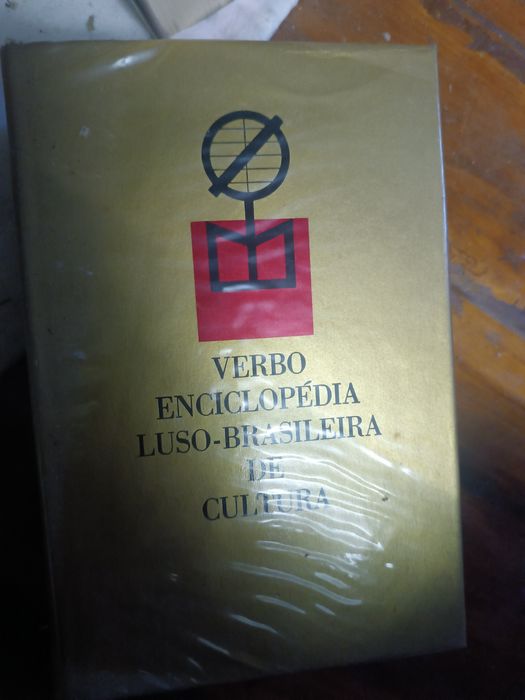 VERBO
ENCICLOPÉDIA
LUSO-BRASILEIRA
DE
CULTURA